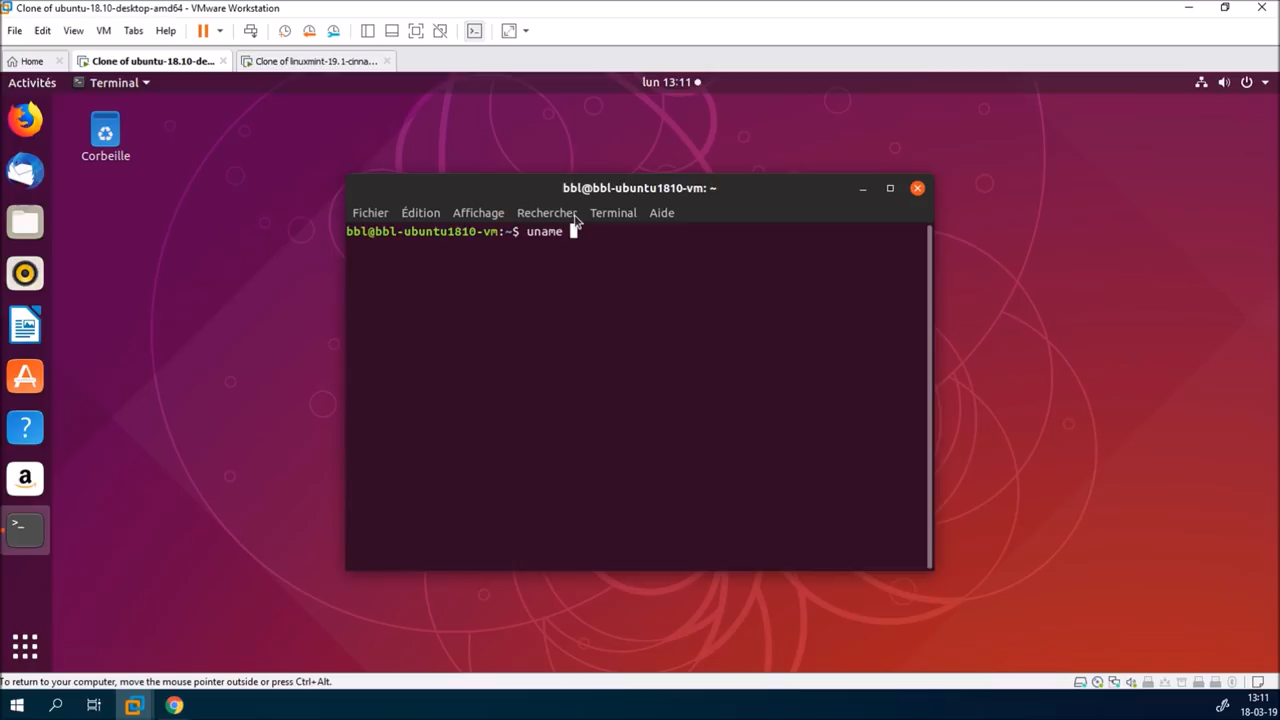 Clone of ubuntu-18.10-desktop-amd64 - VMware Workstation
File Edit View VM Tabs Help
Home Clone of ubuntu-18.10-de... Clone of linuxmint-19.1-cinna...
Activités Terminal lun 13:11
Corbeille
bbl@bbl-ubuntu1810-vm: ~
Fichier Édition Affichage Rechercher Terminal Aide
bbl@bbl-ubuntu1810-vm:~$ uname
To return to your computer, move the mouse pointer outside or press Ctrl+Alt.
13:11
18-03-19